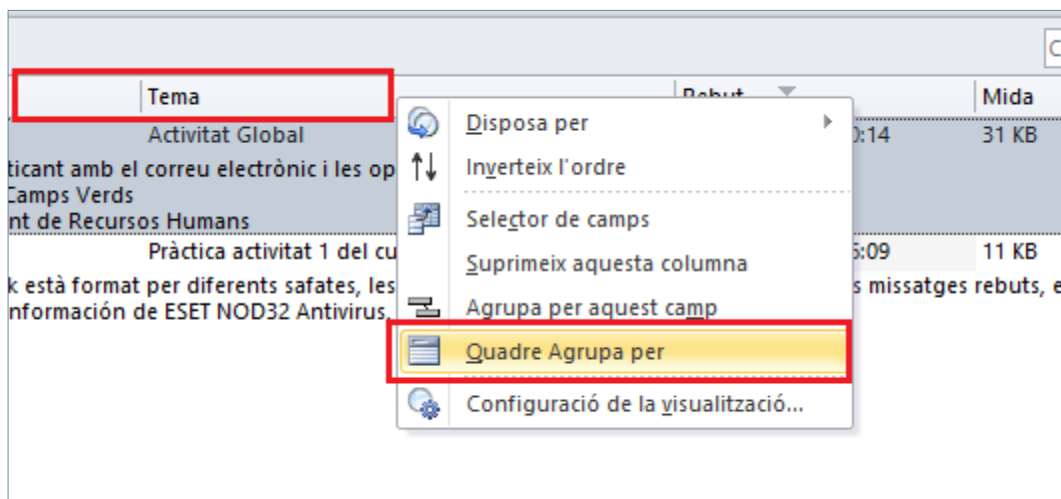 Tema Rebut Mida
Activitat Global 0:14 31 KB
ticant amb el correu electrònic i les op
Camps Verds
nt de Recursos Humans
Pràctica activitat 1 del cu 6:09 11 KB
k està format per diferents safates, les s missatges rebuts, e
nformación de ESET NOD32 Antivirus,
Disposa per
Inverteix l'ordre
Selector de camps
Suprimeix aquesta columna
Agrupa per aquest camp
Quadre Agrupa per
Configuració de la visualització...